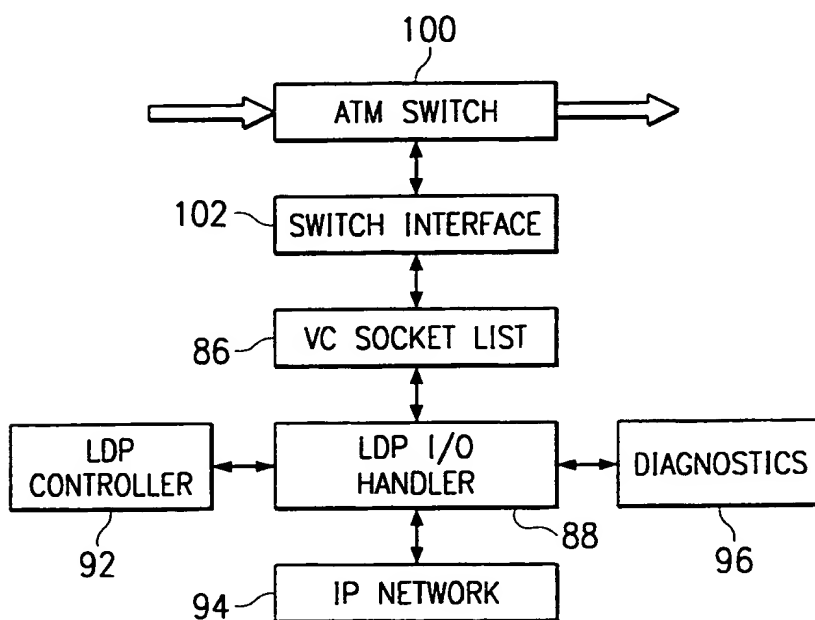 100
ATM SWITCH
102
SWITCH INTERFACE
86
VC SOCKET LIST
LDP
CONTROLLER
92
LDP I/O
HANDLER
88
DIAGNOSTICS
96
94
IP NETWORK